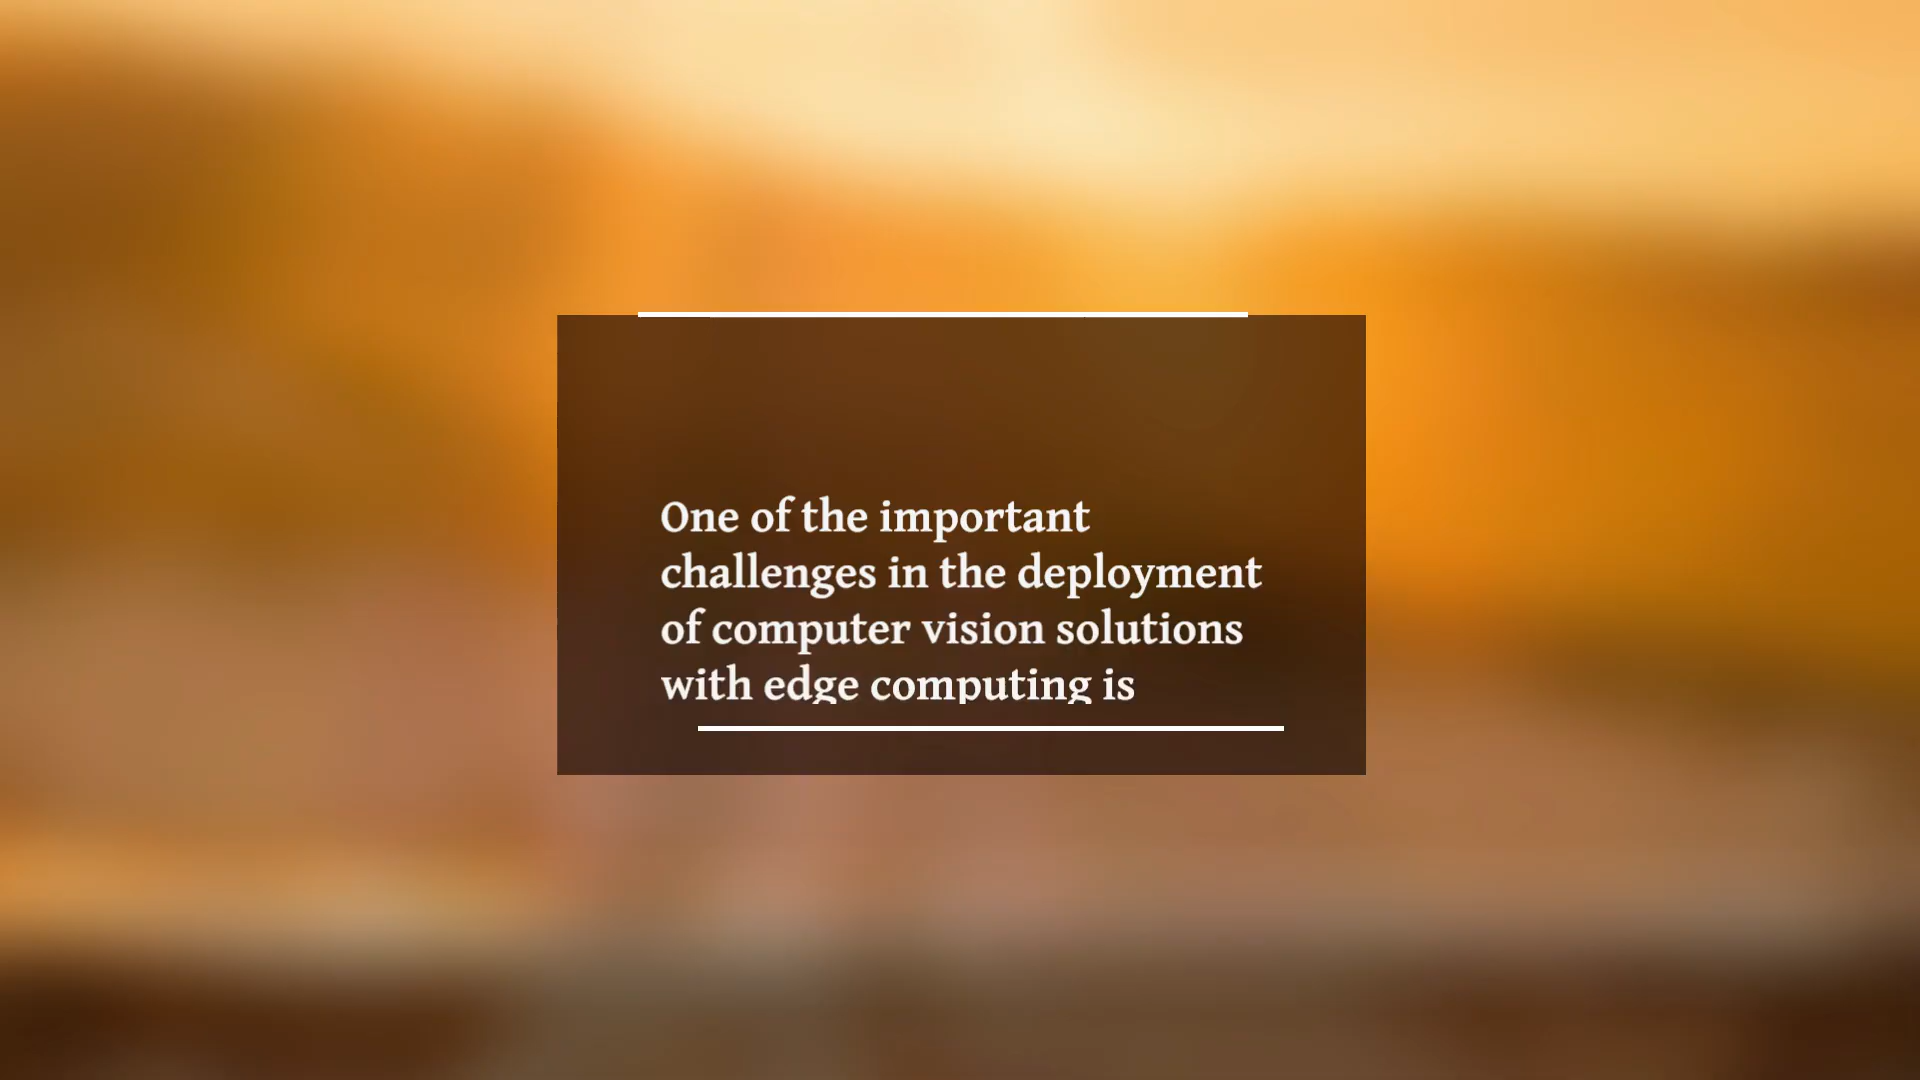 One of the important
challenges in the deployment
of computer vision solutions
with edge computing is